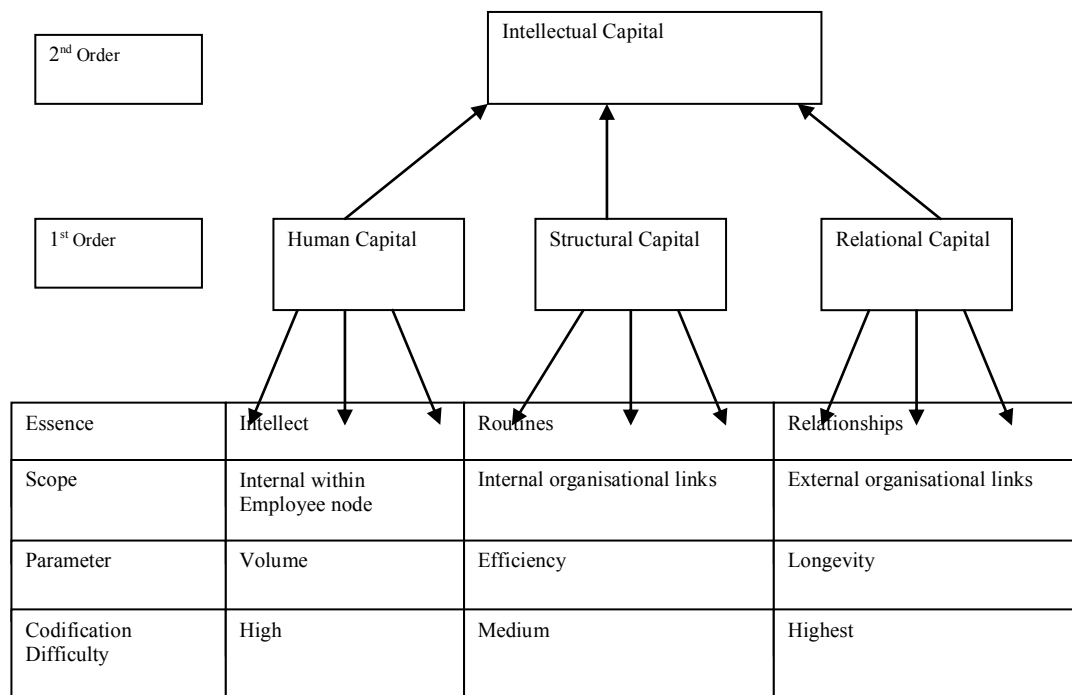 Intellectual Capital
2nd Order
1st Order
Human Capital
Structural Capital
Relational Capital
Essence
Intellect
Routines
Relationships
Scope
Internal within
Employee node
Internal organisational links
External organisational links
Parameter
Volume
Efficiency
Longevity
Codification
Difficulty
High
Medium
Highest